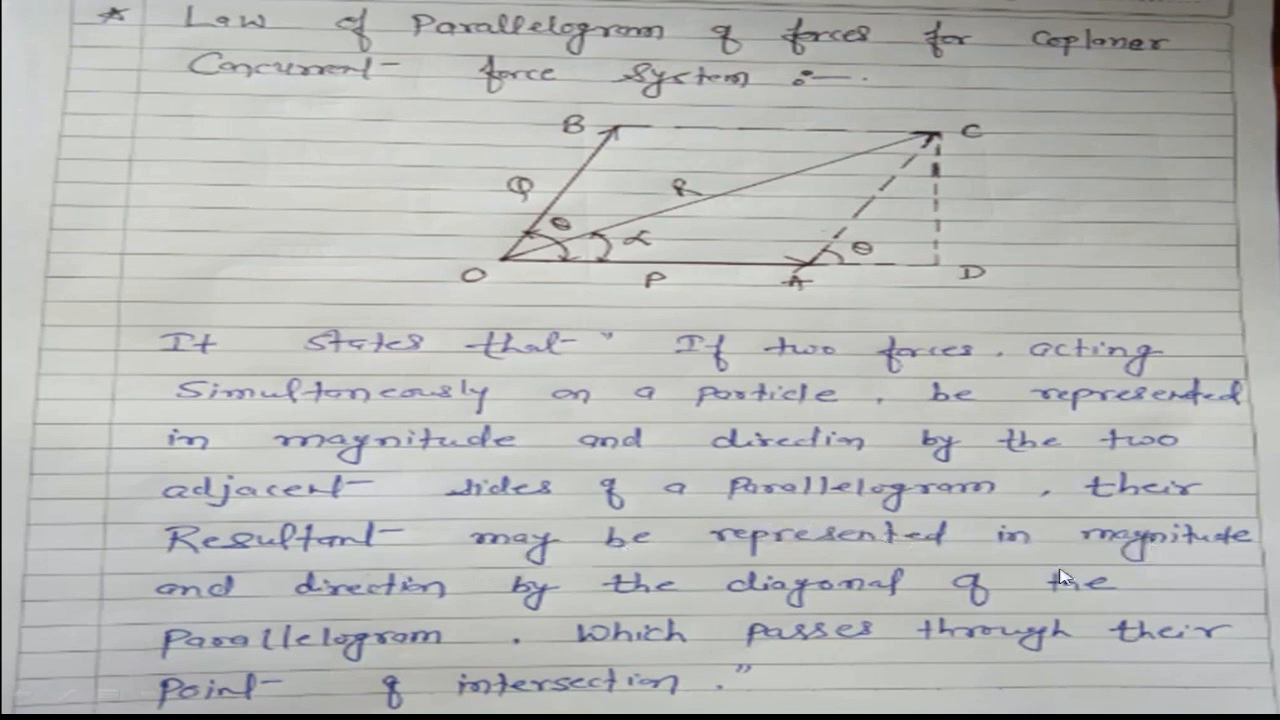 * Law of Parallelogram of forces for Coplaner
Concurrent force System :-.
B
C
Q
R
θ
α
θ
O
P
A
D
It states that " If two forces, acting
Simultaneously on a particle, be represented
in magnitude and directin by the two
adjacent sides of a Parallelogram, their
Resultant may be represented in magnitude
and direction by the diagonal of the
Parallelogram. Which passes through their
Point of intersection."